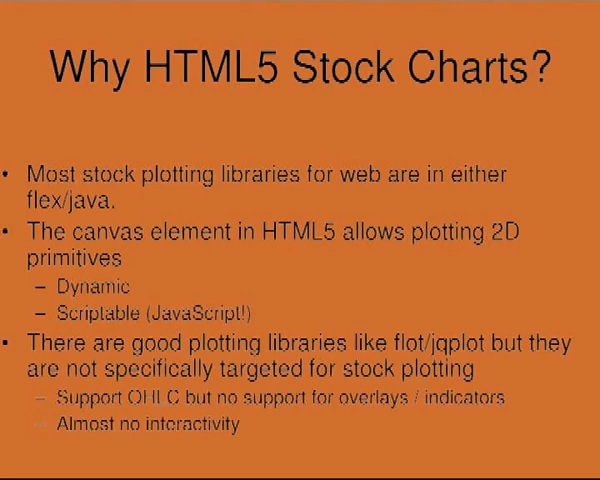 Why HTML5 Stock Charts?
• Most stock plotting libraries for web are in either
flex/java.
• The canvas element in HTML5 allows plotting 2D
primitives
– Dynamic
– Scriptable (JavaScript!)
• There are good plotting libraries like flot/jqplot but they
are not specifically targeted for stock plotting
– Support OHLC but no support for overlays / indicators
– Almost no interactivity